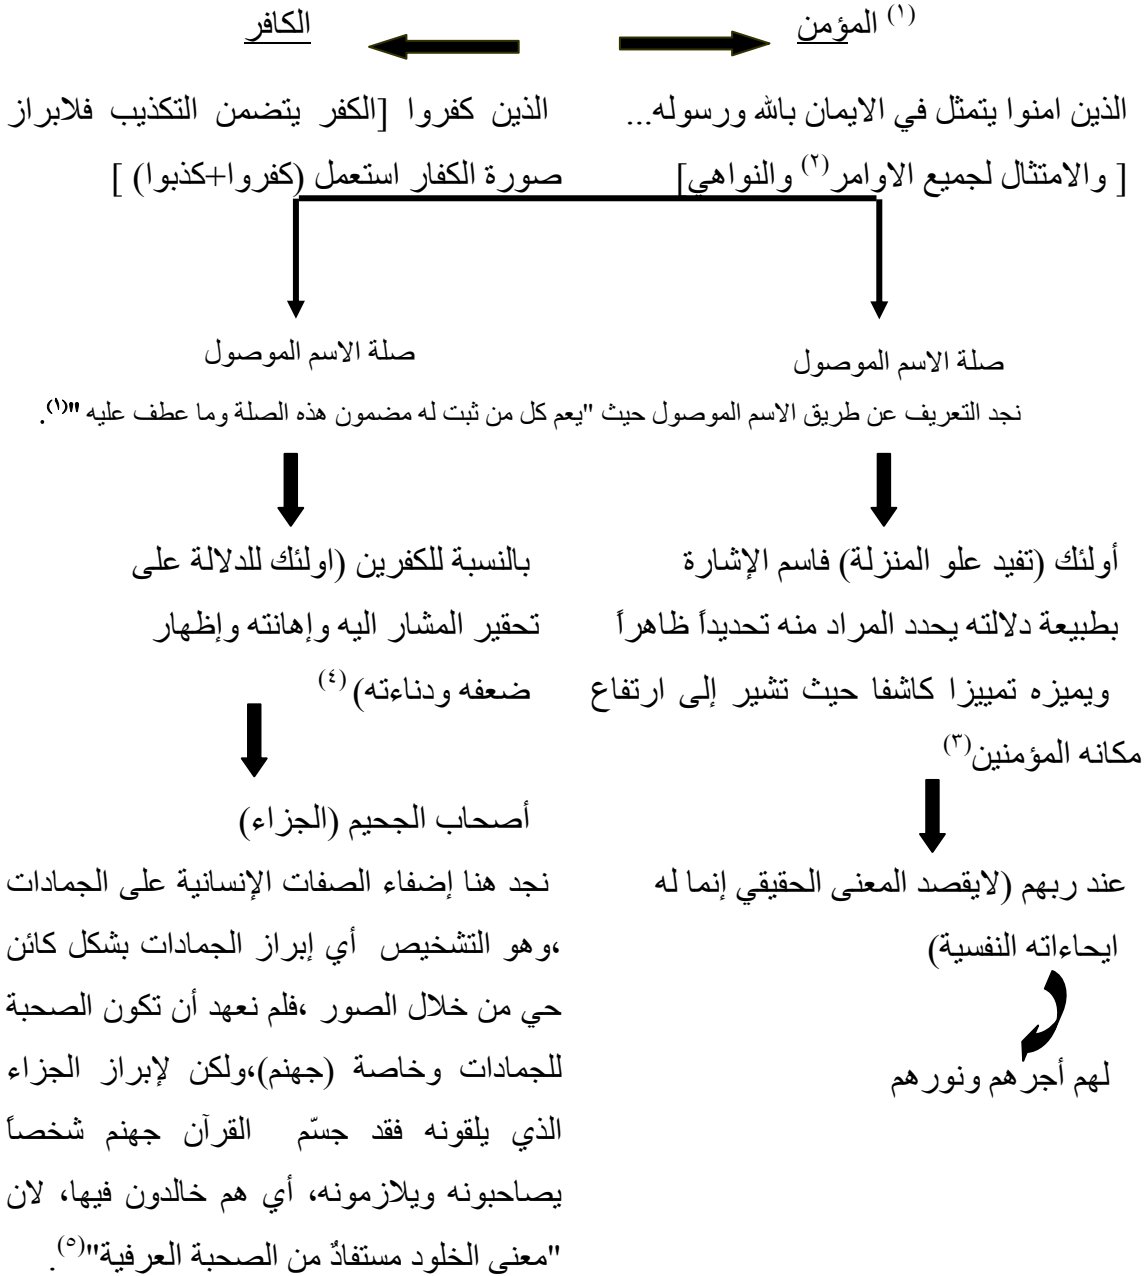 (١) المؤمن
الكافر
الذين امنوا يتمثل في الايمان بالله ورسوله...
[ والامتثال لجميع الاوامر(٢) والنواهي]
الذين كفروا [الكفر يتضمن التكذيب فلابراز
صورة الكفار استعمل (كفروا+كذبوا) ]
صلة الاسم الموصول
صلة الاسم الموصول
نجد التعريف عن طريق الاسم الموصول حيث "يعم كل من ثبت له مضمون هذه الصلة وما عطف عليه "(١).
أولئك (تفيد علو المنزلة) فاسم الإشارة
بطبيعة دلالته يحدد المراد منه تحديداً ظاهراً
ويميزه تمييزا كاشفا حيث تشير إلى ارتفاع
مكانه المؤمنين(٣)
بالنسبة للكفرين (اولئك للدلالة على
تحقير المشار اليه وإهانته وإظهار
ضعفه ودناءته)(٤)
عند ربهم (لايقصد المعنى الحقيقي إنما له
ايحاءاته النفسية)
لهم أجرهم ونورهم
أصحاب الجحيم (الجزاء)
نجد هنا إضفاء الصفات الإنسانية على الجمادات
،وهو التشخيص أي إبراز الجمادات بشكل كائن
حي من خلال الصور ،فلم نعهد أن تكون الصحبة
للجمادات وخاصة (جهنم)،ولكن لإبراز الجزاء
الذي يلقونه فقد جسّم القرآن جهنم شخصاً
يصاحبونه ويلازمونه، أي هم خالدون فيها، لان
"معنى الخلود مستفادٌ من الصحبة العرفية"(٥).